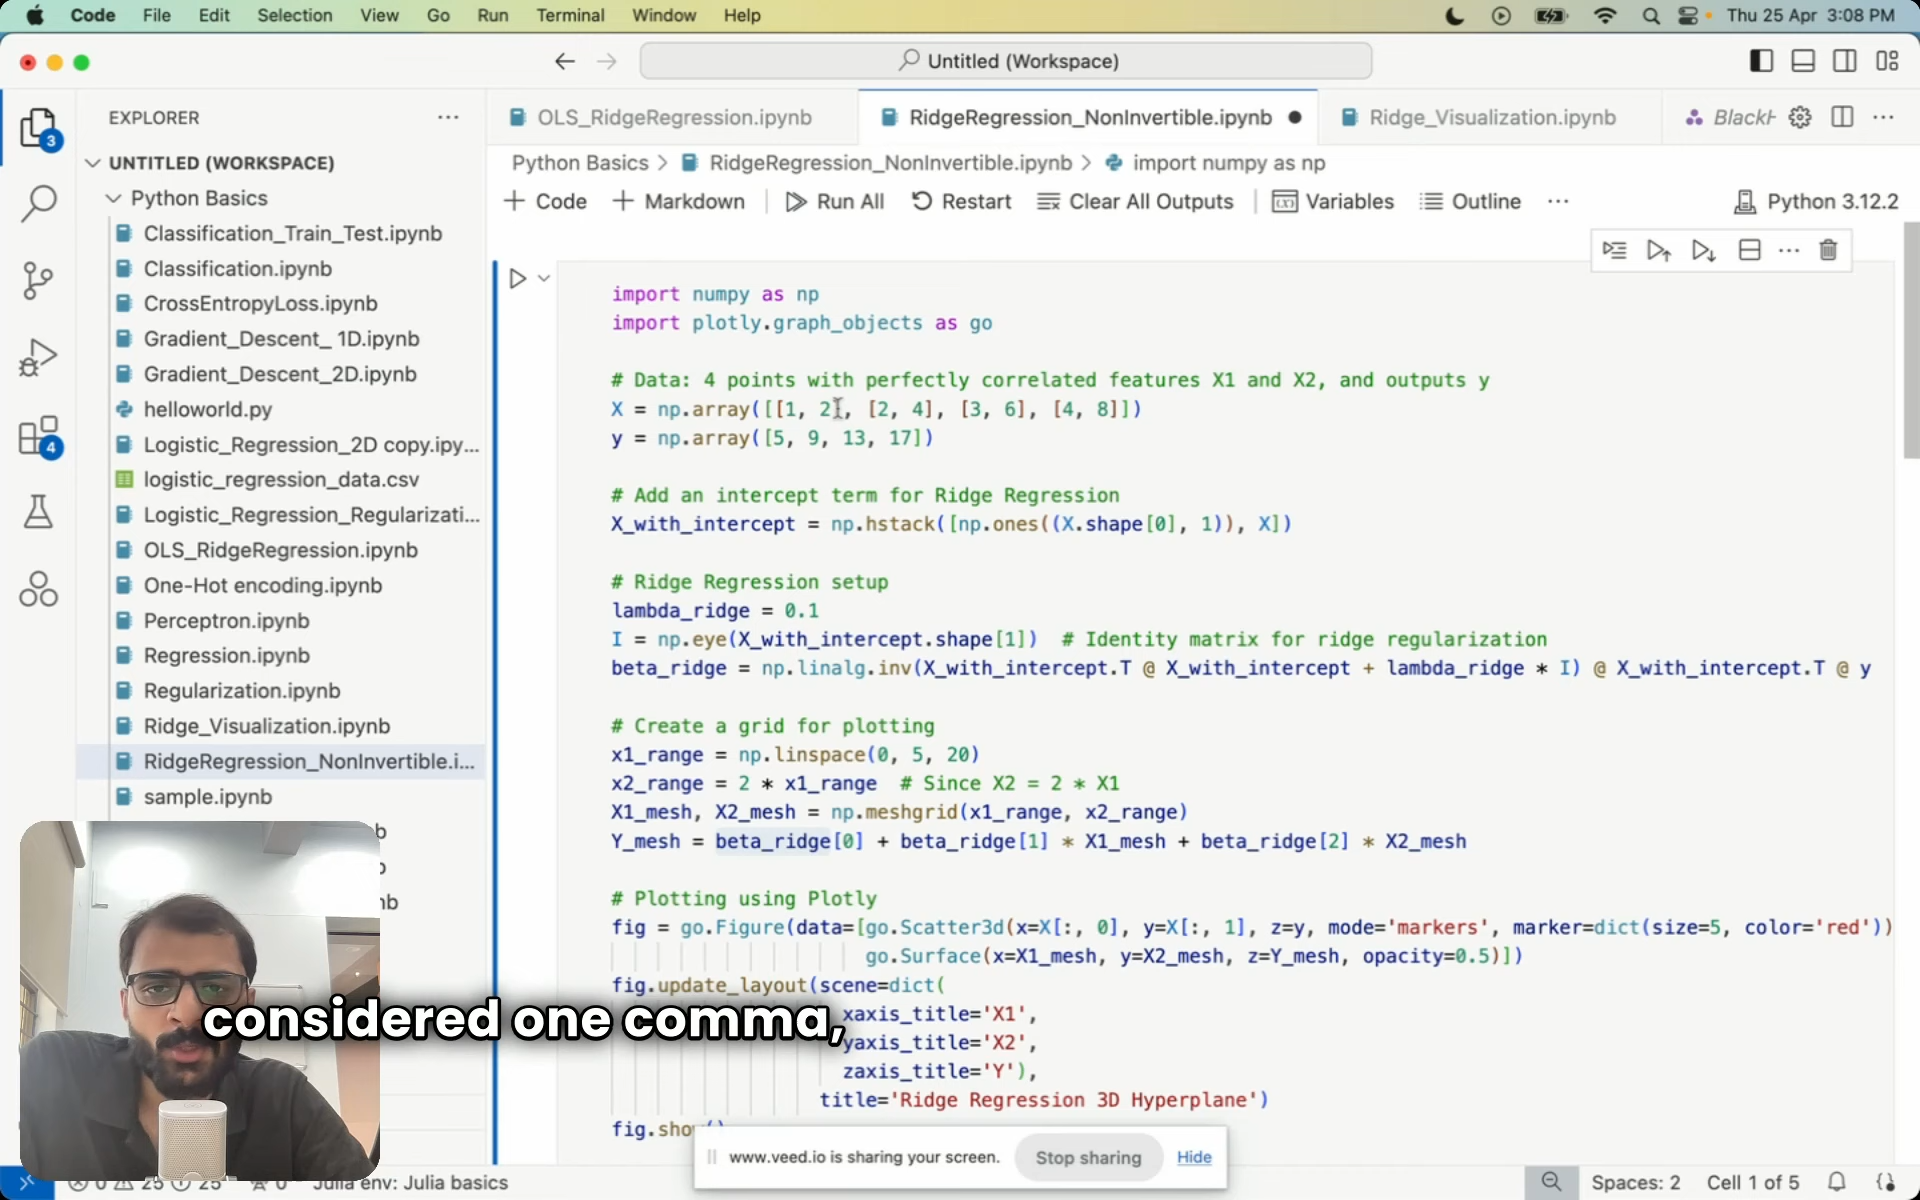 Code File Edit Selection View Go Run Terminal Window Help Thu 25 Apr 3:08 PM
Untitled (Workspace)
EXPLORER
3
4
UNTITLED (WORKSPACE)
Python Basics
Classification_Train_Test.ipynb
Classification.ipynb
CrossEntropyLoss.ipynb
Gradient_Descent_ 1D.ipynb
Gradient_Descent_2D.ipynb
helloworld.py
Logistic_Regression_2D copy.ipy...
logistic_regression_data.csv
Logistic_Regression_Regularizati...
OLS_RidgeRegression.ipynb
One-Hot encoding.ipynb
Perceptron.ipynb
Regression.ipynb
Regularization.ipynb
Ridge_Visualization.ipynb
RidgeRegression_NonInvertible.i...
sample.ipynb
OLS_RidgeRegression.ipynb RidgeRegression_NonInvertible.ipynb Ridge_Visualization.ipynb
Python Basics > RidgeRegression_NonInvertible.ipynb > import numpy as np
+ Code + Markdown Run All Restart Clear All Outputs Variables Outline ... Python 3.12.2
import numpy as np
import plotly.graph_objects as go
# Data: 4 points with perfectly correlated features X1 and X2, and outputs y
X = np.array([[1, 2], [2, 4], [3, 6], [4, 8]])
y = np.array([5, 9, 13, 17])
# Add an intercept term for Ridge Regression
X_with_intercept = np.hstack([np.ones((X.shape[0], 1)), X])
# Ridge Regression setup
lambda_ridge = 0.1
I = np.eye(X_with_intercept.shape[1]) # Identity matrix for ridge regularization
beta_ridge = np.linalg.inv(X_with_intercept.T @ X_with_intercept + lambda_ridge * I) @ X_with_intercept.T @ y
# Create a grid for plotting
x1_range = np.linspace(0, 5, 20)
x2_range = 2 * x1_range # Since X2 = 2 * X1
X1_mesh, X2_mesh = np.meshgrid(x1_range, x2_range)
Y_mesh = beta_ridge[0] + beta_ridge[1] * X1_mesh + beta_ridge[2] * X2_mesh
# Plotting using Plotly
fig = go.Figure(data=[go.Scatter3d(x=X[:, 0], y=X[:, 1], z=y, mode='markers', marker=dict(size=5, color='red'))
go.Surface(x=X1_mesh, y=X2_mesh, z=Y_mesh, opacity=0.5)])
fig.update_layout(scene=dict(
xaxis_title='X1',
yaxis_title='X2',
zaxis_title='Y'),
title='Ridge Regression 3D Hyperplane')
considered one comma,
www.veed.io is sharing your screen. Stop sharing Hide
25 25 Julia env: Julia basics Spaces: 2 Cell 1 of 5